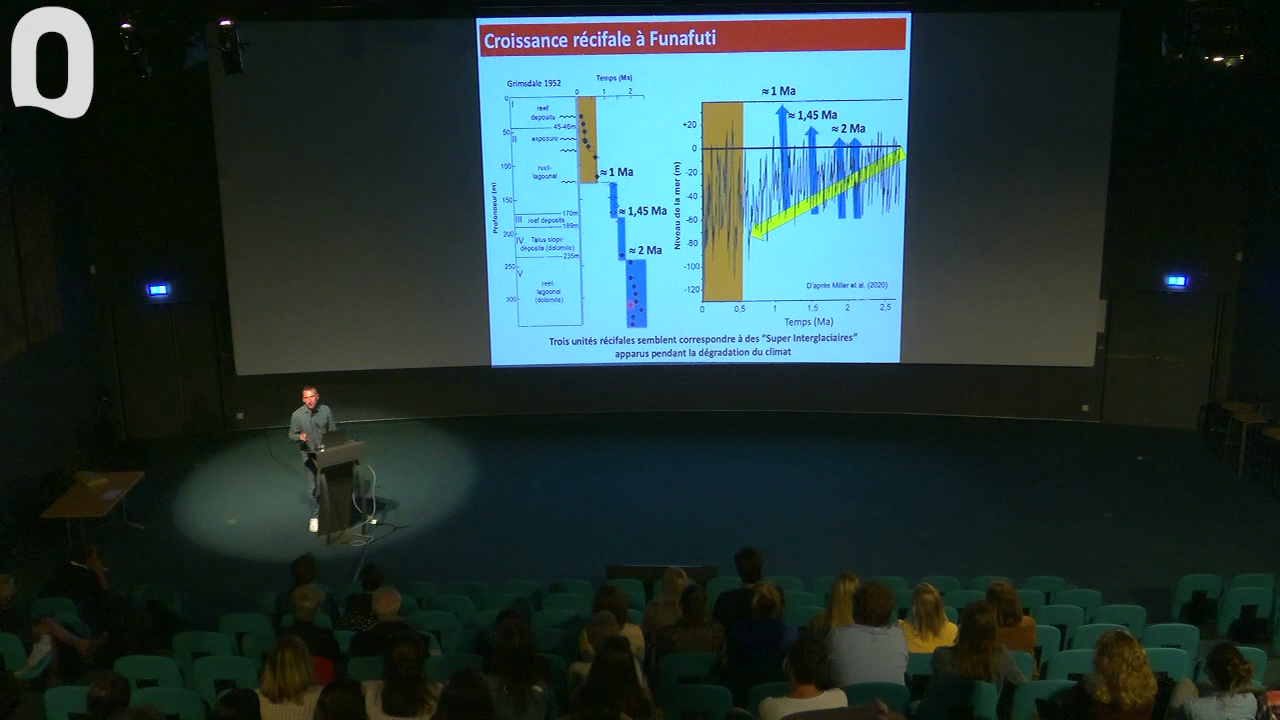 Croissance récifale à Funafuti
Grimsdale 1952
Temps (Ma)
0 1 2
0
50
100
150
200
250
300
Profondeur (m)
I
reef
deposits
45-46m
II
exposure
reef-
lagoonal
170m
III reef deposits
189m
IV Talus slope
deposits (dolomite)
235m
V
reef-
lagoonal
(dolomite)
≈ 1 Ma
≈ 1,45 Ma
≈ 2 Ma
≈ 1 Ma
≈ 1,45 Ma
≈ 2 Ma
Niveau de la mer (m)
+20
0
-20
-40
-60
-80
-100
-120
D'après Miller et al. (2020)
0 0,5 1 1,5 2 2,5
Temps (Ma)
Trois unités récifales semblent correspondre à des "Super Interglaciaires"
apparus pendant la dégradation du climat